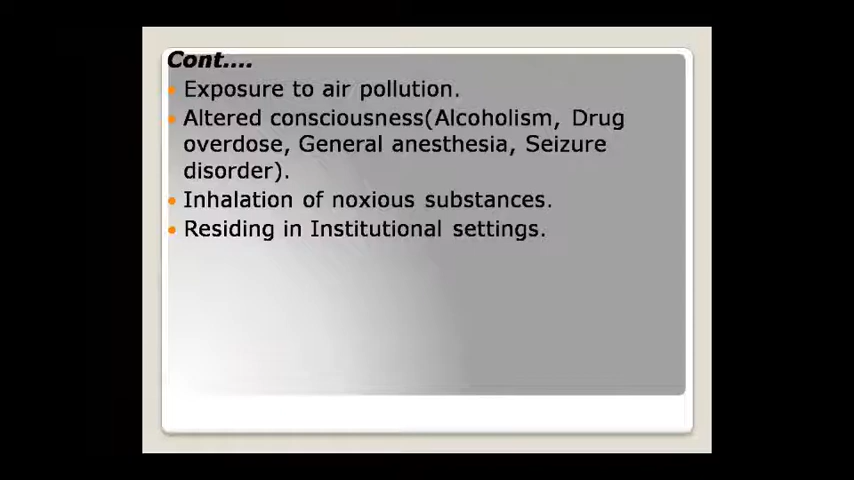 Cont....
Exposure to air pollution.
Altered consciousness(Alcoholism, Drug
overdose, General anesthesia, Seizure
disorder).
Inhalation of noxious substances.
Residing in Institutional settings.